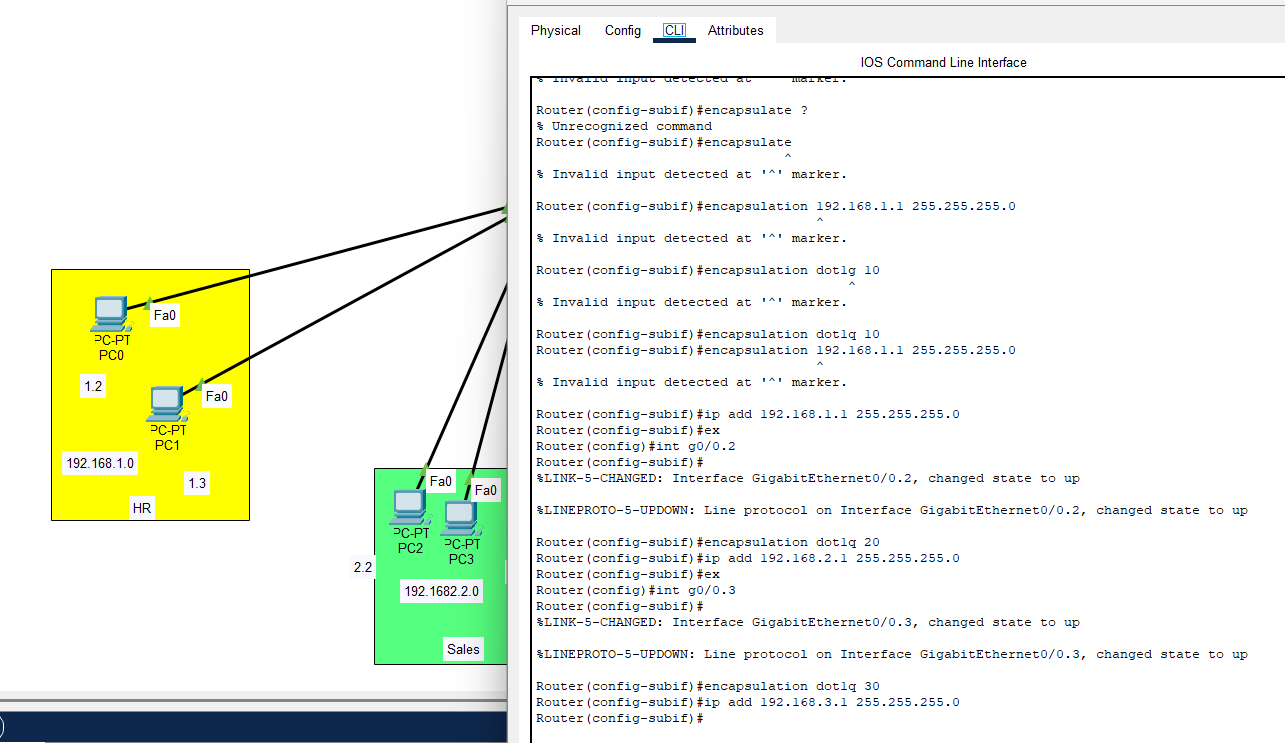 Physical Config CLI Attributes
IOS Command Line Interface
% Invalid input detected at '^' marker.
Router(config-subif)#encapsulate ?
% Unrecognized command
Router(config-subif)#encapsulate
^
% Invalid input detected at '^' marker.
Router(config-subif)#encapsulation 192.168.1.1 255.255.255.0
^
% Invalid input detected at '^' marker.
Router(config-subif)#encapsulation dot1g 10
^
% Invalid input detected at '^' marker.
Router(config-subif)#encapsulation dot1q 10
Router(config-subif)#encapsulation 192.168.1.1 255.255.255.0
^
% Invalid input detected at '^' marker.
Router(config-subif)#ip add 192.168.1.1 255.255.255.0
Router(config-subif)#ex
Router(config)#int g0/0.2
Router(config-subif)#
%LINK-5-CHANGED: Interface GigabitEthernet0/0.2, changed state to up
%LINEPROTO-5-UPDOWN: Line protocol on Interface GigabitEthernet0/0.2, changed state to up
Router(config-subif)#encapsulation dot1q 20
Router(config-subif)#ip add 192.168.2.1 255.255.255.0
Router(config-subif)#ex
Router(config)#int g0/0.3
Router(config-subif)#
%LINK-5-CHANGED: Interface GigabitEthernet0/0.3, changed state to up
%LINEPROTO-5-UPDOWN: Line protocol on Interface GigabitEthernet0/0.3, changed state to up
Router(config-subif)#encapsulation dot1q 30
Router(config-subif)#ip add 192.168.3.1 255.255.255.0
Router(config-subif)#
Fa0
PC-PT
PC0
1.2
Fa0
PC-PT
PC1
192.168.1.0
1.3
HR
Fa0
Fa0
PC-PT
PC2
PC-PT
PC3
2.2
192.1682.2.0
Sales